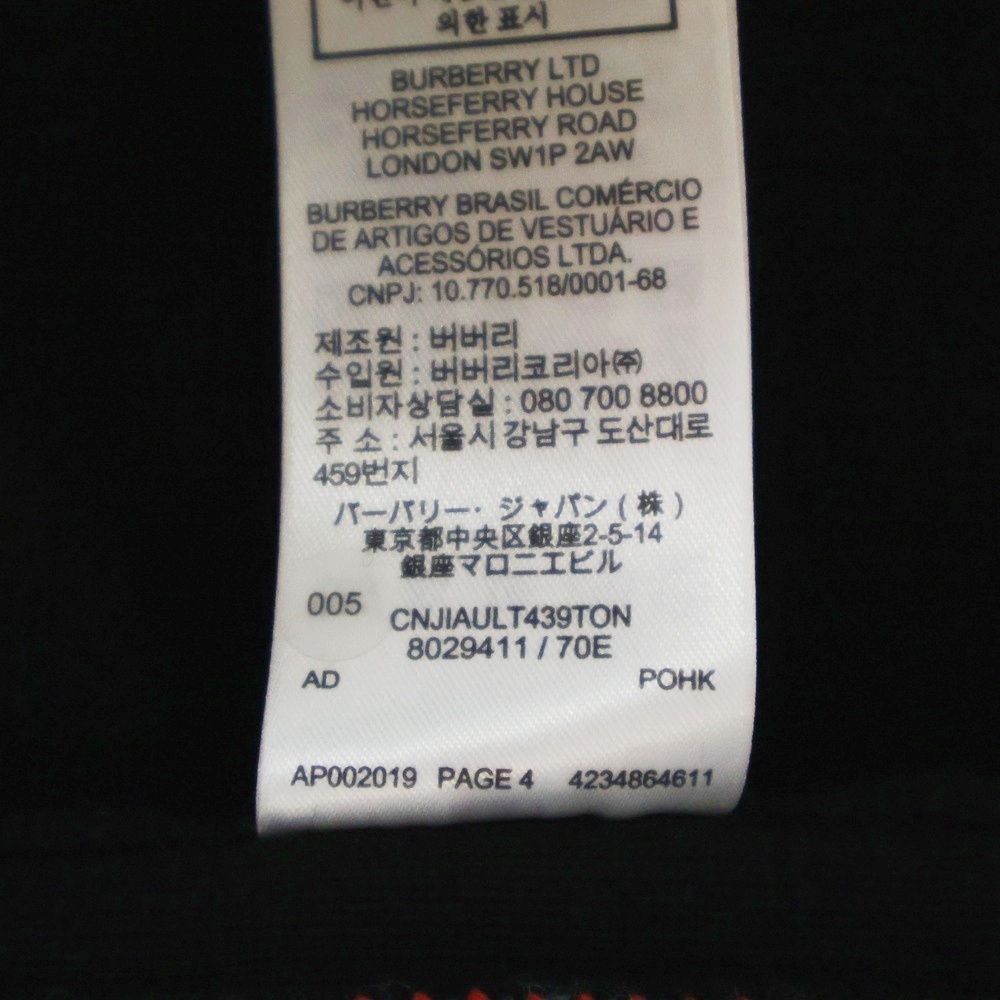 의한 표시
BURBERRY LTD
HORSEFERRY HOUSE
HORSEFERRY ROAD
LONDON SW1P 2AW
BURBERRY BRASIL COMÉRCIO
DE ARTIGOS DE VESTUÁRIO E
ACESSÓRIOS LTDA.
CNPJ: 10.770.518/0001-68
제조원 : 버버리
수입원 : 버버리코리아㈜
소비자상담실 : 080 700 8800
주 소 : 서울시 강남구 도산대로
459번지
バーバリー・ジャパン ( 株 )
東京都中央区銀座2-5-14
銀座マロニエビル
005 CNJIAULT439TON
8029411 / 70E
AD POHK
AP002019 PAGE 4 4234864611